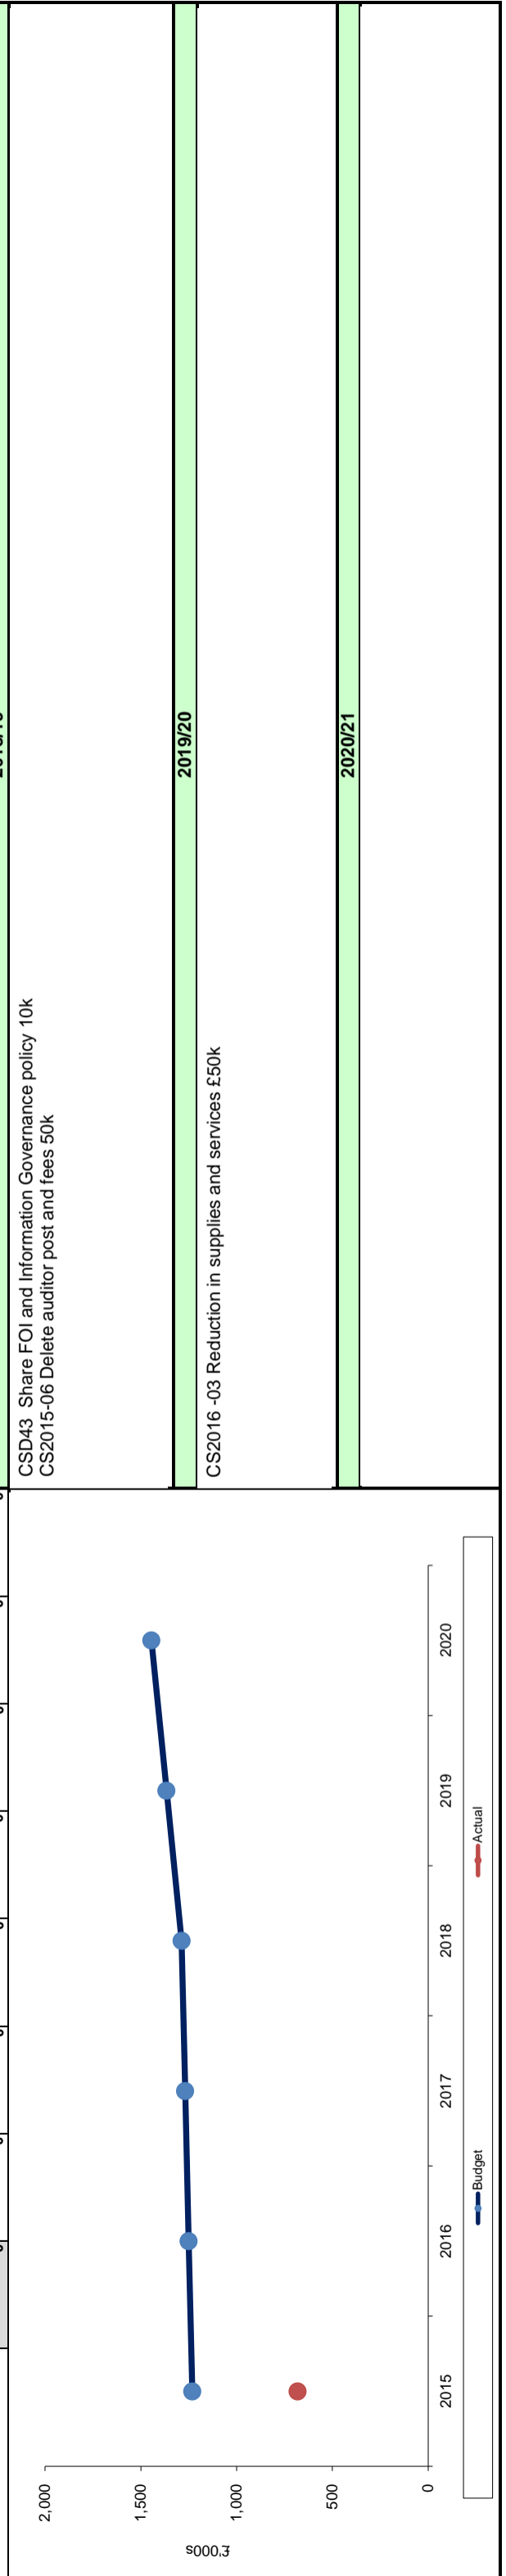 CSD43 Share FOI and Information Governance policy 10k
CS2015-06 Delete auditor post and fees 50k
2019/20
CS2016 -03 Reduction in supplies and services £50k
2020/21
2,000
1,500
1,000
500
0
£'000s
2015 2016 2017 2018 2019 2020
Budget Actual